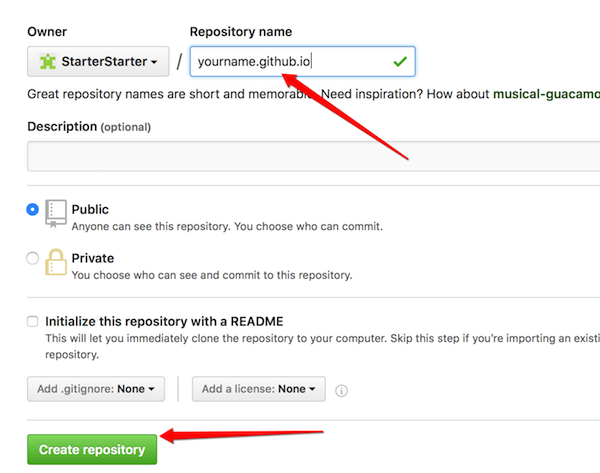 Owner Repository name
StarterStarter / yourname.github.io
Great repository names are short and memorable. Need inspiration? How about musical-guacamo
Description (optional)
Public
Anyone can see this repository. You choose who can commit.
Private
You choose who can see and commit to this repository.
Initialize this repository with a README
This will let you immediately clone the repository to your computer. Skip this step if you're importing an existi
repository.
Add .gitignore: None Add a license: None
Create repository